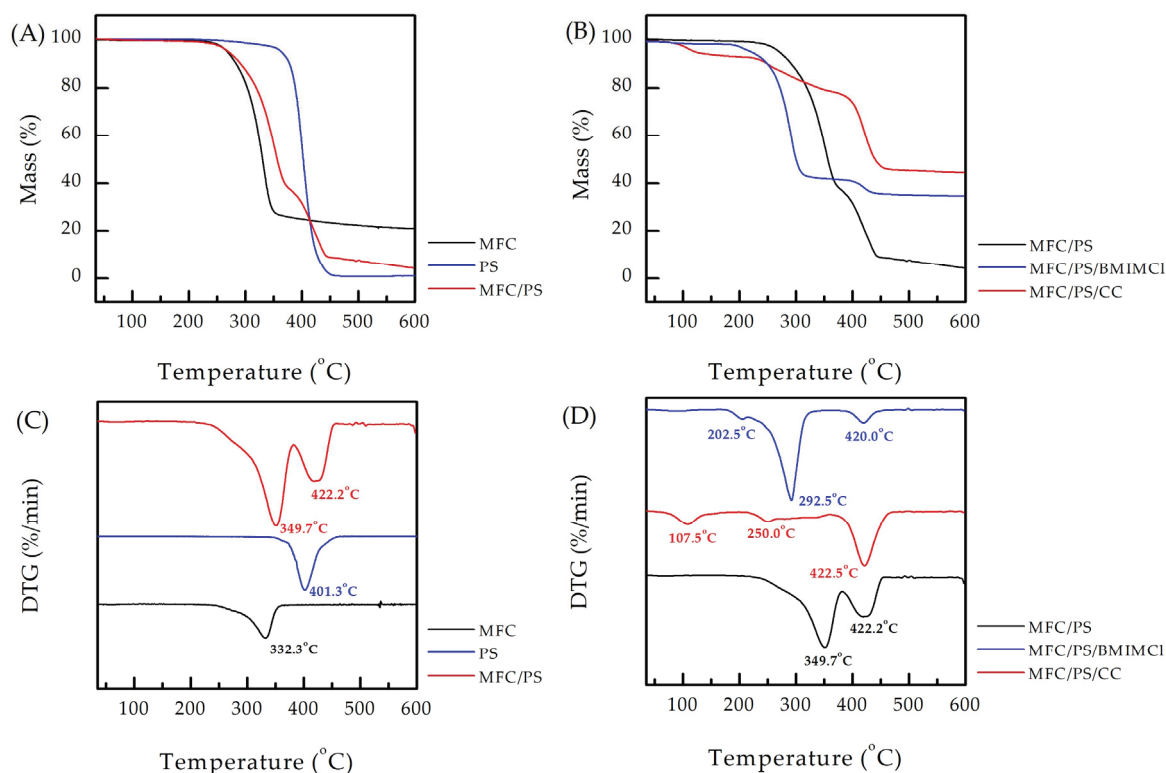 (A)
Mass (%)
100
80
60
40
20
0
100 200 300 400 500 600
Temperature (°C)
MFC
PS
MFC/PS
(B)
Mass (%)
100
80
60
40
20
0
100 200 300 400 500 600
Temperature (°C)
MFC/PS
MFC/PS/BMIMCl
MFC/PS/CC
(C)
DTG (%/min)
422.2°C
349.7°C
401.3°C
332.3°C
100 200 300 400 500 600
Temperature (°C)
MFC
PS
MFC/PS
(D)
DTG (%/min)
202.5°C
420.0°C
292.5°C
107.5°C
250.0°C
422.5°C
422.2°C
349.7°C
100 200 300 400 500 600
Temperature (°C)
MFC/PS
MFC/PS/BMIMCl
MFC/PS/CC